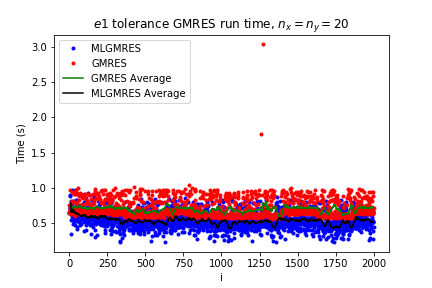 e1 tolerance GMRES run time, nₓ = nᵧ = 20
MLGMRES
GMRES
GMRES Average
MLGMRES Average
3.0
2.5
2.0
1.5
1.0
0.5
Time (s)
0 250 500 750 1000 1250 1500 1750 2000
i